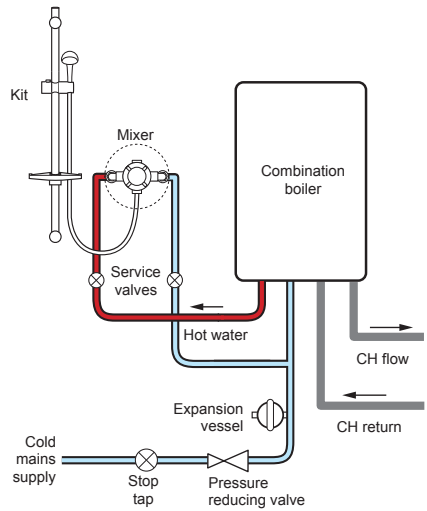 Kit
Mixer
Combination
boiler
Service
valves
Hot water
CH flow
Expansion
vessel
CH return
Cold
mains
supply
Stop
tap
Pressure
reducing valve